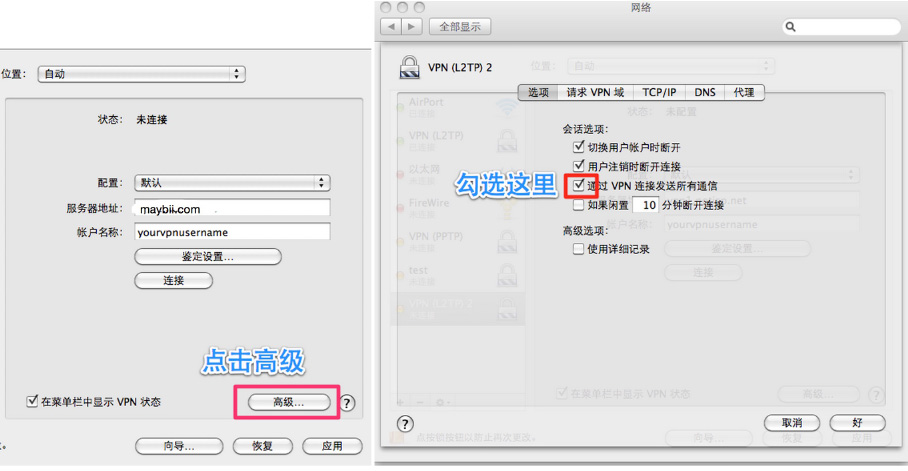 位置：
自动
状态：
未连接
配置：
默认
服务器地址：
maybii.com
帐户名称：
yourvpnusername
鉴定设置...
连接
点击高级
在菜单栏中显示 VPN 状态
高级...
?
向导...
恢复
应用
网络
全部显示
VPN (L2TP) 2
位置：
自动
选项
请求 VPN 域
TCP/IP
DNS
代理
AirPort
已连接
VPN (L2TP)
未连接
以太网
未连接
FireWire
未连接
VPN (PPTP)
未连接
test
未连接
VPN (L2TP) 2
未连接
状态：
未配置
会话选项：
切换用户帐户时断开
用户注销时断开连接
勾选这里
通过 VPN 连接发送所有通信
如果闲置 10 分钟断开连接
.net
帐户名称：
yourvpnusername
高级选项：
使用详细记录
鉴定设置...
连接
在菜单栏中显示 VPN 状态
高级...
?
?
取消
好
点按锁按钮以防止再次更改。
向导...
恢复
应用